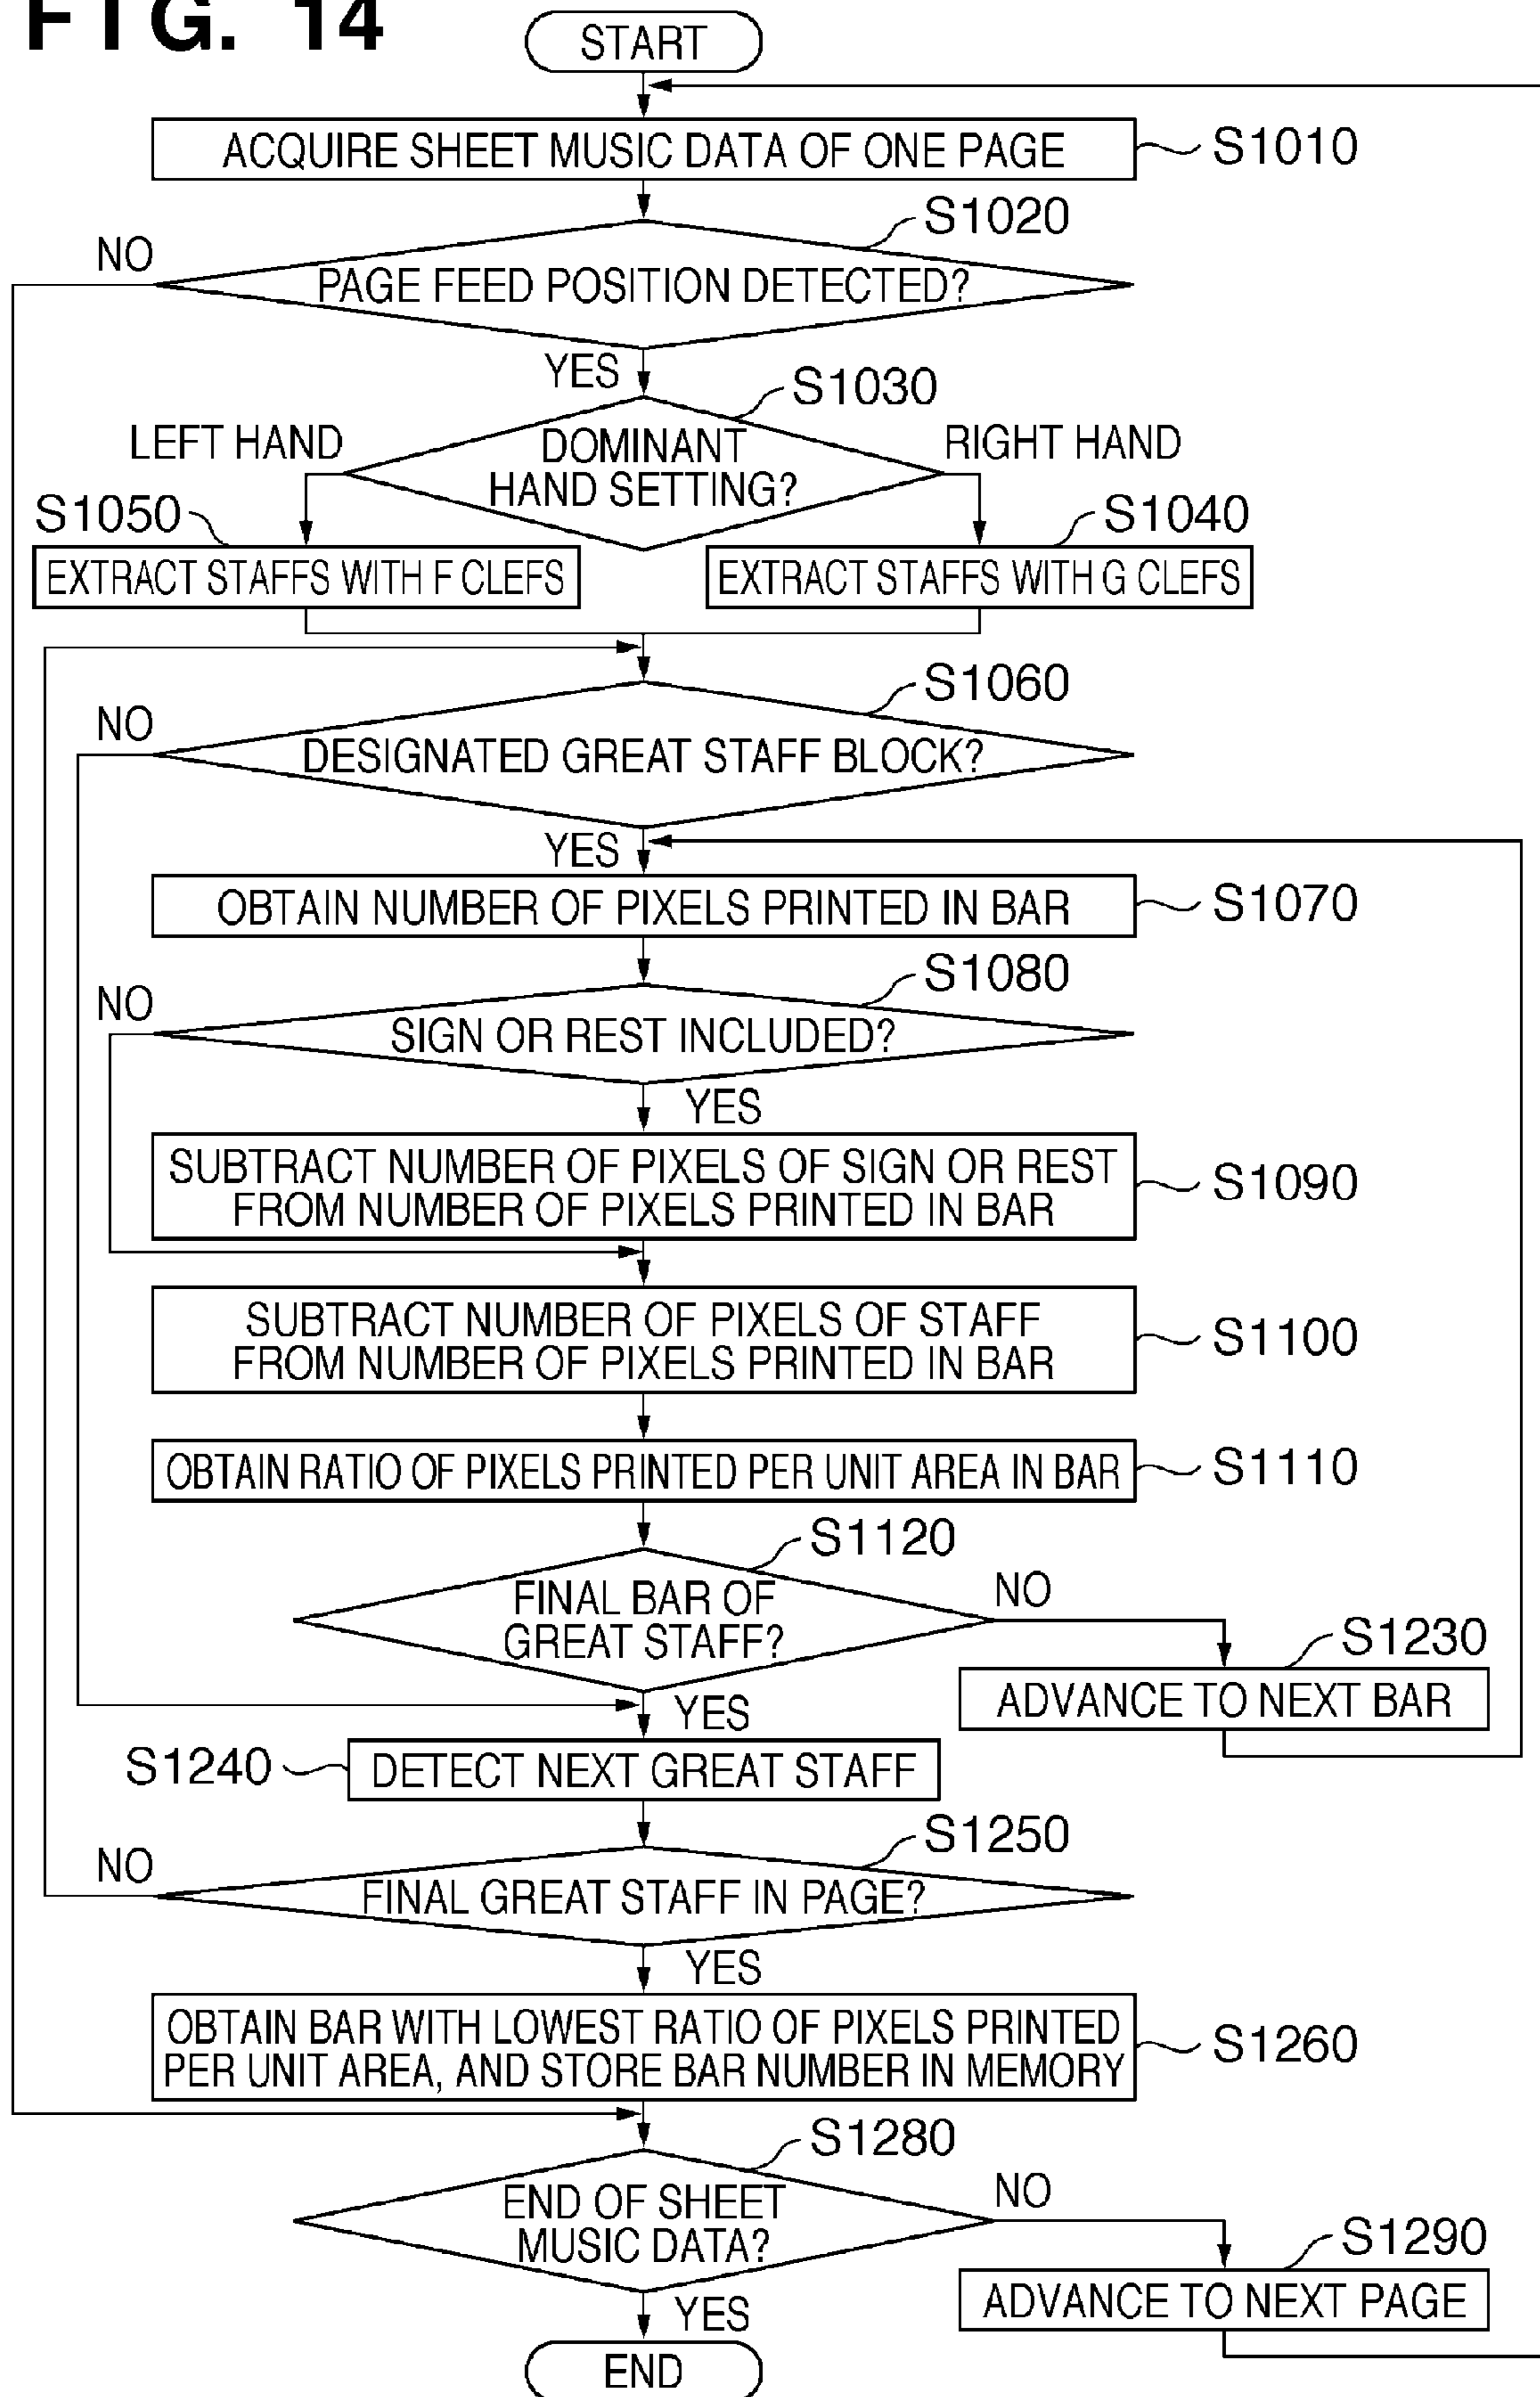 FIG. 14
START
ACQUIRE SHEET MUSIC DATA OF ONE PAGE
S1010
S1020
NO
PAGE FEED POSITION DETECTED?
YES
S1030
LEFT HAND
DOMINANT
HAND SETTING?
RIGHT HAND
S1050
S1040
EXTRACT STAFFS WITH F CLEFS
EXTRACT STAFFS WITH G CLEFS
S1060
NO
DESIGNATED GREAT STAFF BLOCK?
YES
OBTAIN NUMBER OF PIXELS PRINTED IN BAR
S1070
S1080
NO
SIGN OR REST INCLUDED?
YES
SUBTRACT NUMBER OF PIXELS OF SIGN OR REST
FROM NUMBER OF PIXELS PRINTED IN BAR
S1090
SUBTRACT NUMBER OF PIXELS OF STAFF
FROM NUMBER OF PIXELS PRINTED IN BAR
S1100
OBTAIN RATIO OF PIXELS PRINTED PER UNIT AREA IN BAR
S1110
S1120
FINAL BAR OF
GREAT STAFF?
NO
S1230
ADVANCE TO NEXT BAR
YES
S1240
DETECT NEXT GREAT STAFF
S1250
NO
FINAL GREAT STAFF IN PAGE?
YES
OBTAIN BAR WITH LOWEST RATIO OF PIXELS PRINTED
PER UNIT AREA, AND STORE BAR NUMBER IN MEMORY
S1260
S1280
END OF SHEET
MUSIC DATA?
NO
S1290
ADVANCE TO NEXT PAGE
YES
END